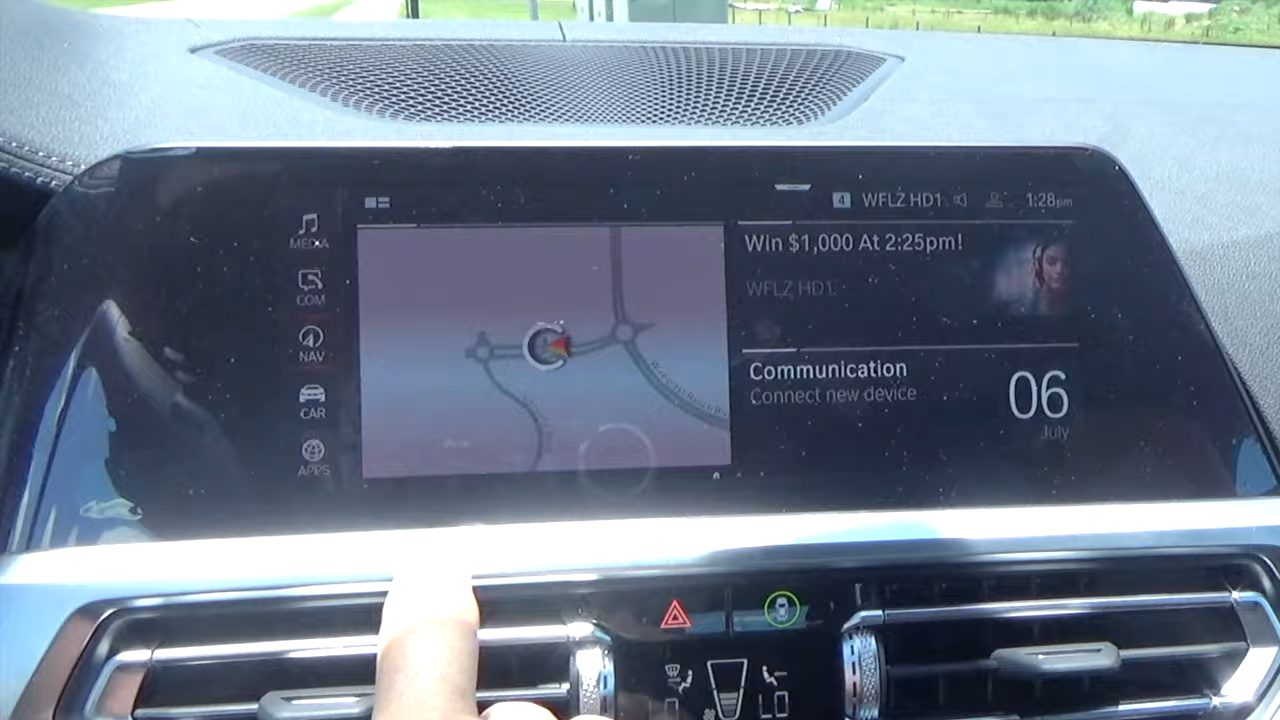 4 WFLZ HD1 1:28pm
MEDIA
COM
NAV
CAR
APPS
Win $1,000 At 2:25pm!
WFLZ HD1
Communication
Connect new device
06
July